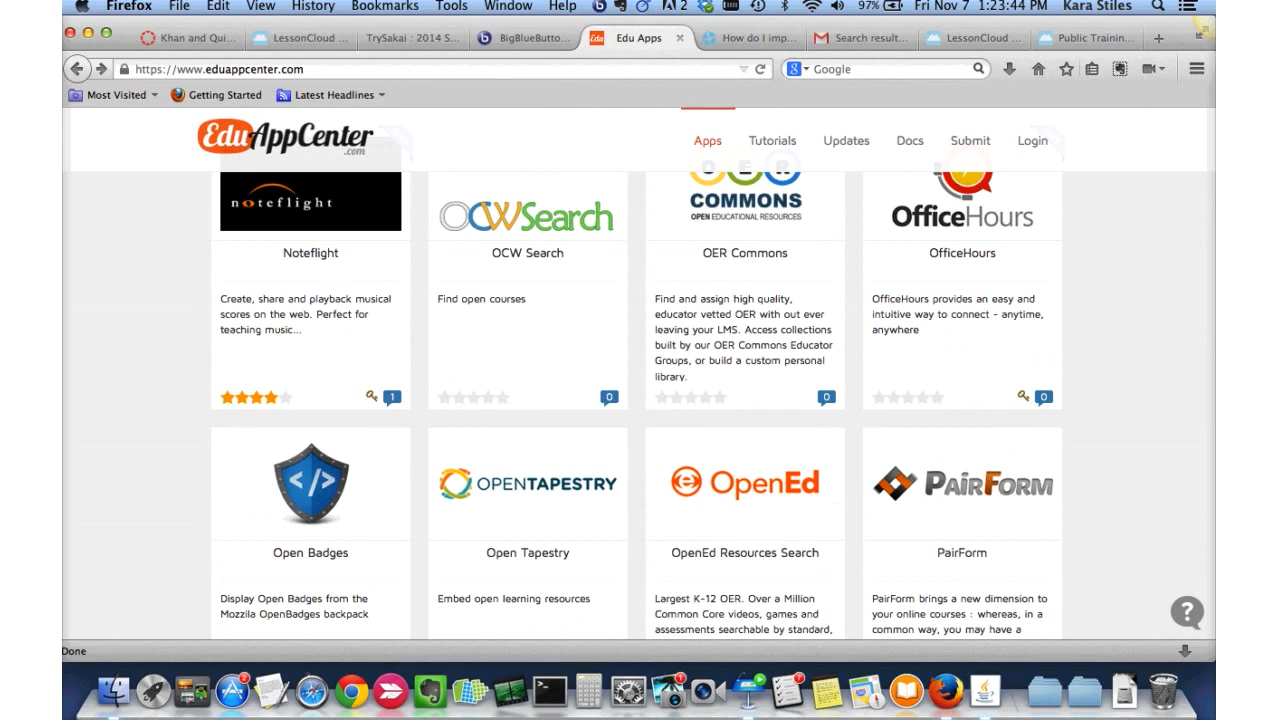 Firefox File Edit View History Bookmarks Tools Window Help 2 97% Fri Nov 7 1:23:44 PM Kara Stiles
Khan and Qui... LessonCloud ... TrySakai : 2014 S... BigBlueButto... Edu Apps How do I imp... Search result... LessonCloud ... Public Trainin...
https://www.eduappcenter.com Google
Most Visited Getting Started Latest Headlines
EduAppCenter .com Apps Tutorials Updates Docs Submit Login
noteflight OCWSearch OER COMMONS OPEN EDUCATIONAL RESOURCES OfficeHours
Noteflight OCW Search OER Commons OfficeHours
Create, share and playback musical
scores on the web. Perfect for
teaching music...
Find open courses
Find and assign high quality,
educator vetted OER with out ever
leaving your LMS. Access collections
built by our OER Commons Educator
Groups, or build a custom personal
library.
OfficeHours provides an easy and
intuitive way to connect - anytime,
anywhere
1 0 0 0
</> OPENTAPESTRY OpenEd PAIRFORM
Open Badges Open Tapestry OpenEd Resources Search PairForm
Display Open Badges from the
Mozzila OpenBadges backpack
Embed open learning resources
Largest K-12 OER. Over a Million
Common Core videos, games and
assessments searchable by standard,
PairForm brings a new dimension to
your online courses : whereas, in a
common way, you may have a
?
Done